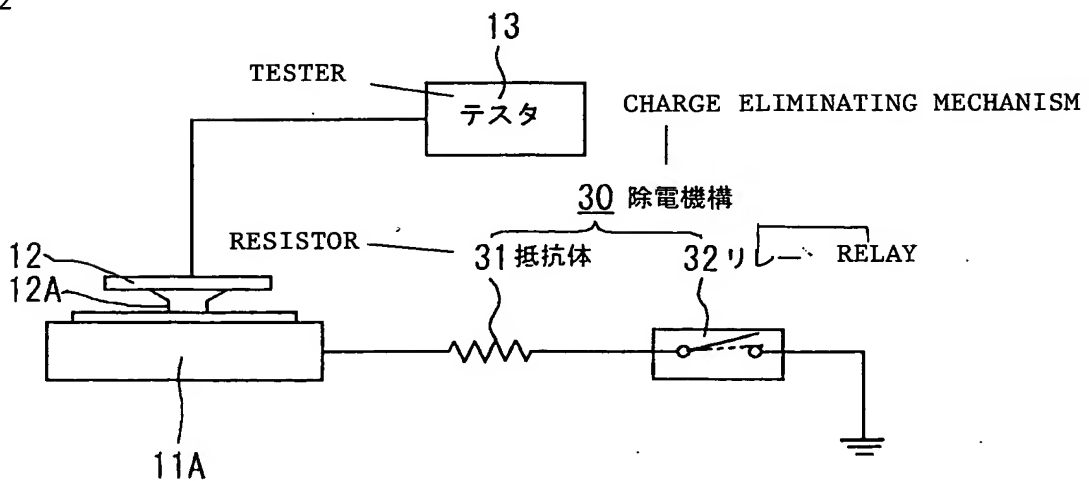 2
13
TESTER
テスタ
CHARGE ELIMINATING MECHANISM
30 除電機構
RESISTOR 31 抵抗体 32 リレー RELAY
12
12A
11A